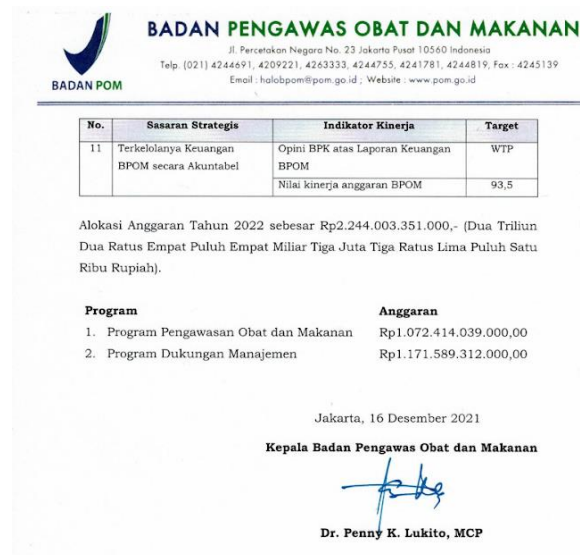 BADAN PENGAWAS OBAT DAN MAKANAN
Jl. Percetakan Negara No. 23 Jakarta Pusat 10560 Indonesia
Telp. (021) 4244691, 4209221, 4263333, 4244755, 4241781, 4244819, Fax : 4245139
Email : halobpom@pom.go.id ; Website : www.pom.go.id
BADAN POM
No. Sasaran Strategis Indikator Kinerja Target
11 Terkelolanya Keuangan Opini BPK atas Laporan Keuangan WTP
BPOM secara Akuntabel BPOM
Nilai kinerja anggaran BPOM 93,5
Alokasi Anggaran Tahun 2022 sebesar Rp2.244.003.351.000,- (Dua Triliun
Dua Ratus Empat Puluh Empat Miliar Tiga Juta Tiga Ratus Lima Puluh Satu
Ribu Rupiah).
Program Anggaran
1. Program Pengawasan Obat dan Makanan Rp1.072.414.039.000,00
2. Program Dukungan Manajemen Rp1.171.589.312.000,00
Jakarta, 16 Desember 2021
Kepala Badan Pengawas Obat dan Makanan
Dr. Penny K. Lukito, MCP